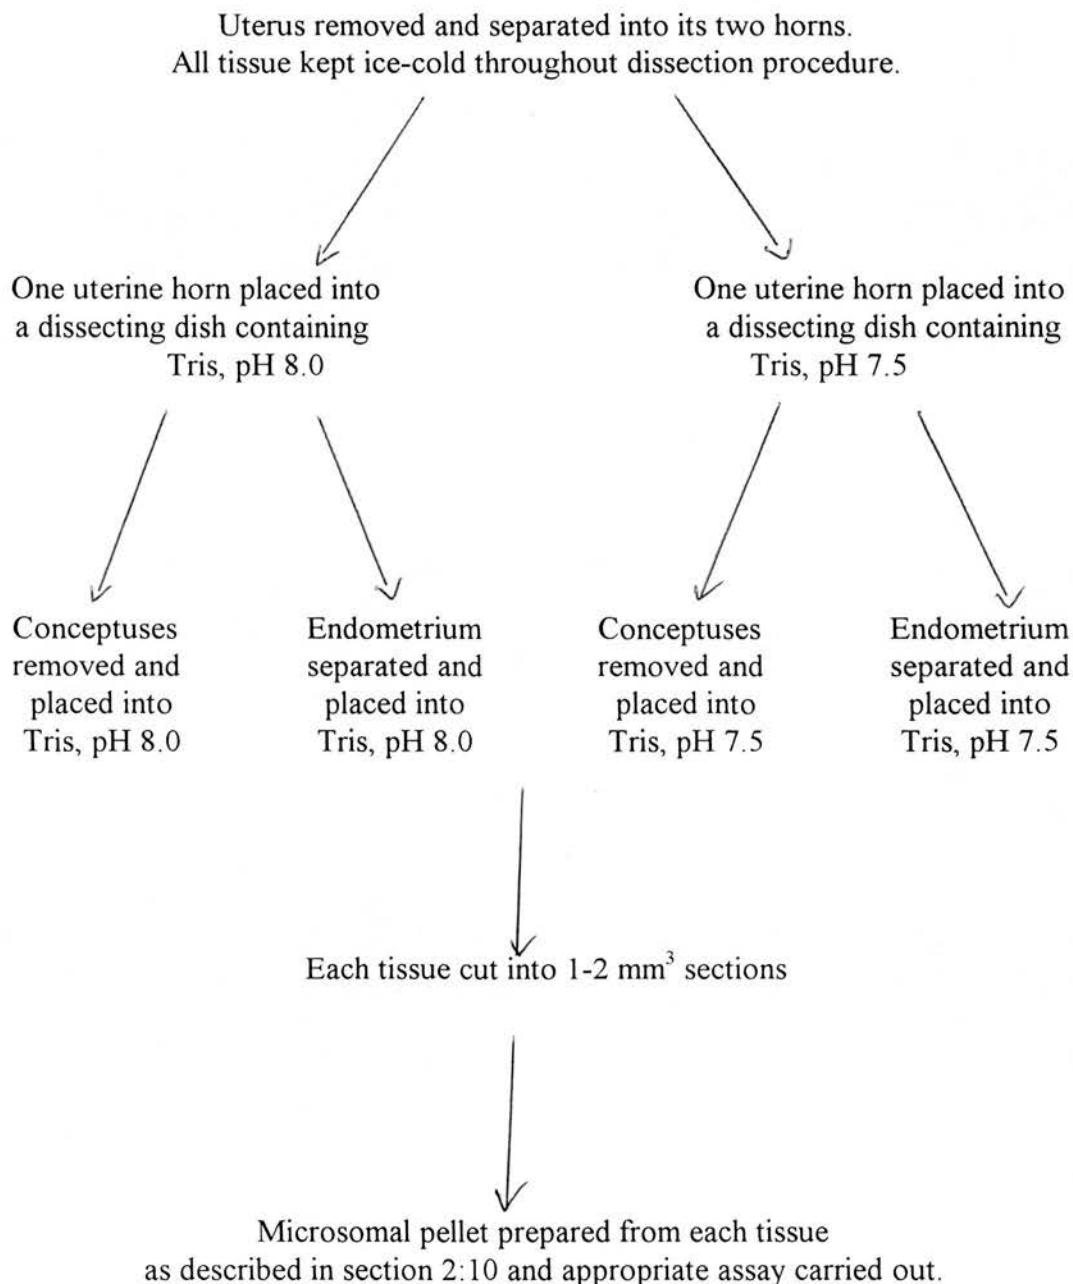 Uterus removed and separated into its two horns.
All tissue kept ice-cold throughout dissection procedure.
One uterine horn placed into
a dissecting dish containing
Tris, pH 8.0
One uterine horn placed into
a dissecting dish containing
Tris, pH 7.5
Conceptuses
removed and
placed into
Tris, pH 8.0
Endometrium
separated and
placed into
Tris, pH 8.0
Conceptuses
removed and
placed into
Tris, pH 7.5
Endometrium
separated and
placed into
Tris, pH 7.5
Each tissue cut into 1-2 mm³ sections
Microsomal pellet prepared from each tissue
as described in section 2:10 and appropriate assay carried out.